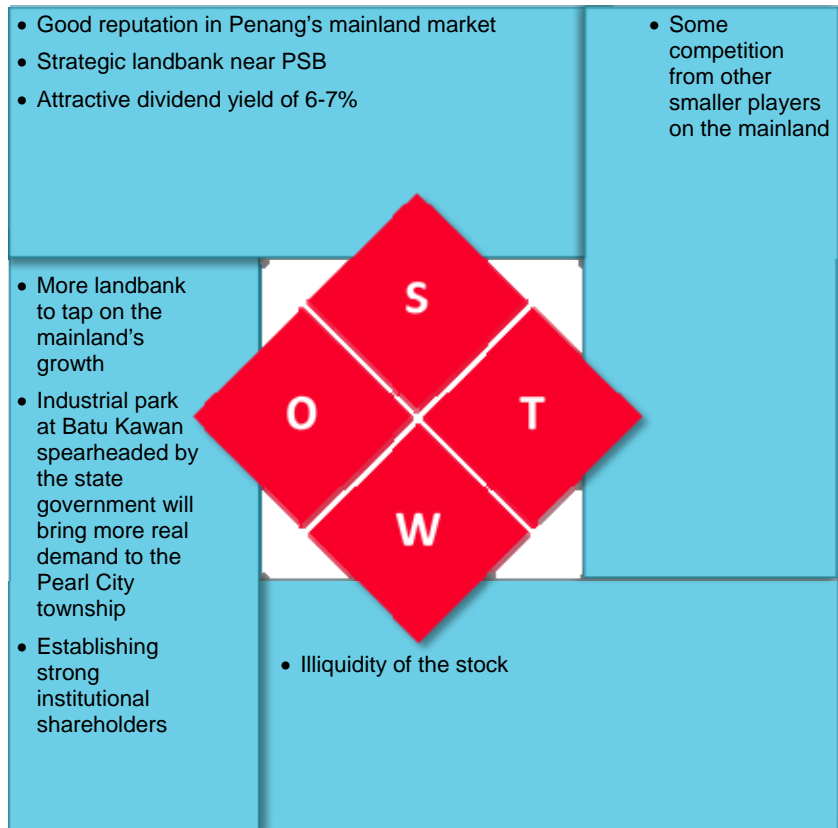 • Good reputation in Penang’s mainland market
• Strategic landbank near PSB
• Attractive dividend yield of 6-7%
• Some
competition
from other
smaller players
on the mainland
• More landbank
to tap on the
mainland’s
growth
• Industrial park
at Batu Kawan
spearheaded by
the state
government will
bring more real
demand to the
Pearl City
township
• Establishing
strong
institutional
shareholders
S
O
T
W
• Illiquidity of the stock